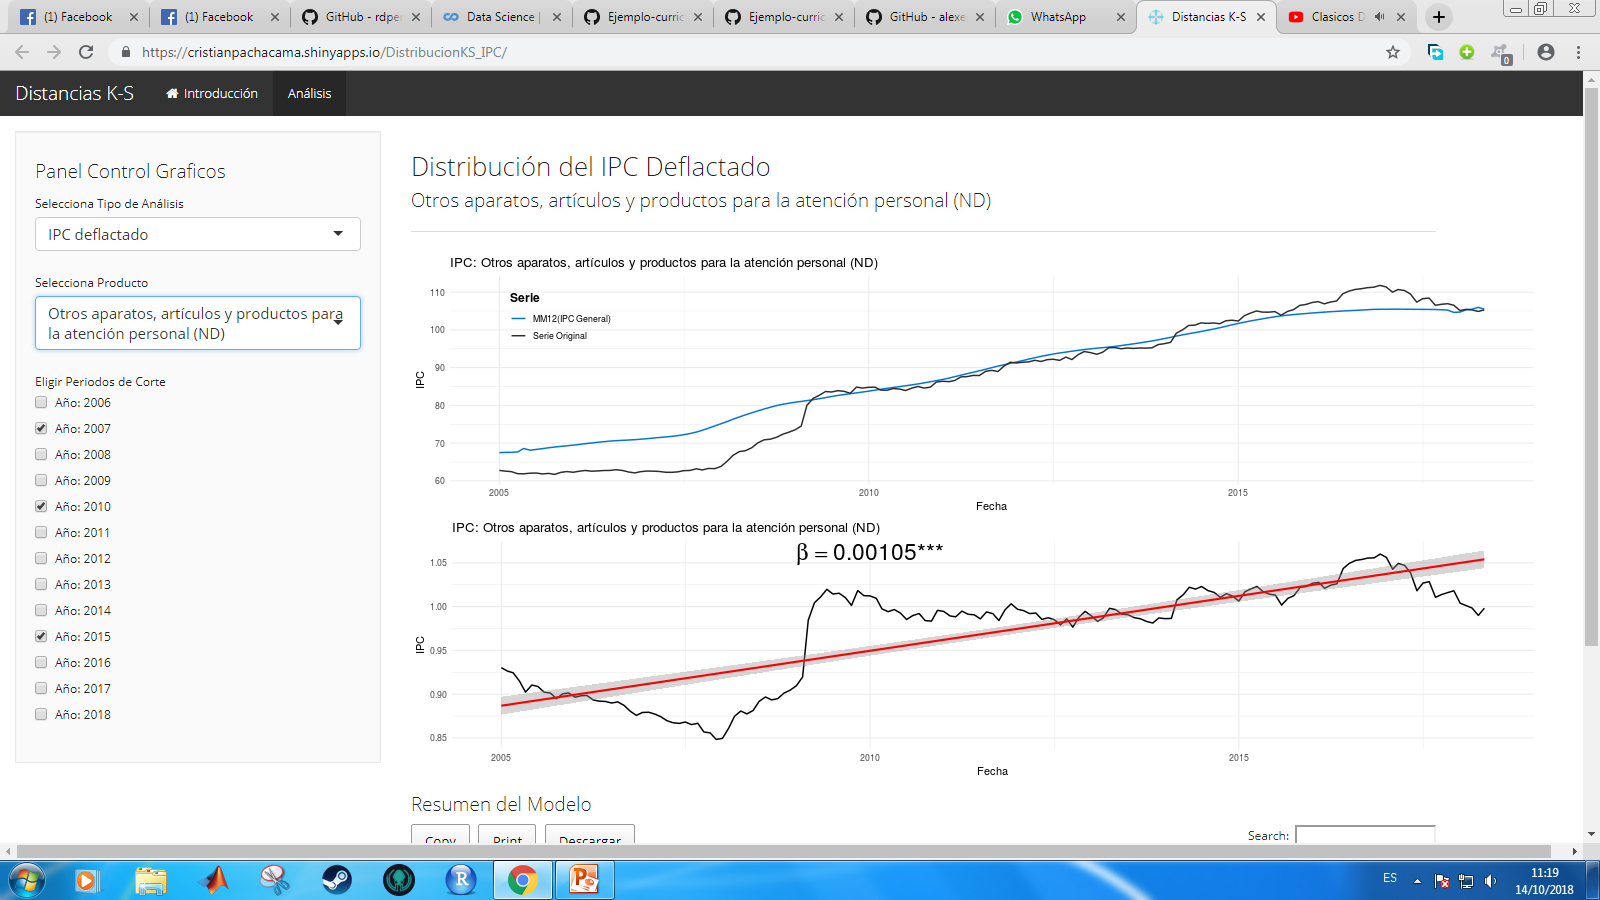 (1) Facebook
(1) Facebook
GitHub - rdpe
Data Science |
Ejemplo-curric
Ejemplo-curric
GitHub - alexe
WhatsApp
Distancias K-S
Clasicos D
https://cristianpachacama.shinyapps.io/DistribucionKS_IPC/
0
Distancias K-S
Introducción
Análisis
Panel Control Graficos
Selecciona Tipo de Análisis
IPC deflactado
Selecciona Producto
Otros aparatos, artículos y productos para
la atención personal (ND)
Eligir Periodos de Corte
Año: 2006
Año: 2007
Año: 2008
Año: 2009
Año: 2010
Año: 2011
Año: 2012
Año: 2013
Año: 2014
Año: 2015
Año: 2016
Año: 2017
Año: 2018
Distribución del IPC Deflactado
Otros aparatos, artículos y productos para la atención personal (ND)
IPC: Otros aparatos, artículos y productos para la atención personal (ND)
Serie
MM12(IPC General)
Serie Original
IPC
110
100
90
80
70
60
2005
2010
2015
Fecha
IPC: Otros aparatos, artículos y productos para la atención personal (ND)
β = 0.00105***
IPC
1.05
1.00
0.95
0.90
0.85
2005
2010
2015
Fecha
Resumen del Modelo
Copy
Print
Descargar
Search:
ES
11:19
14/10/2018